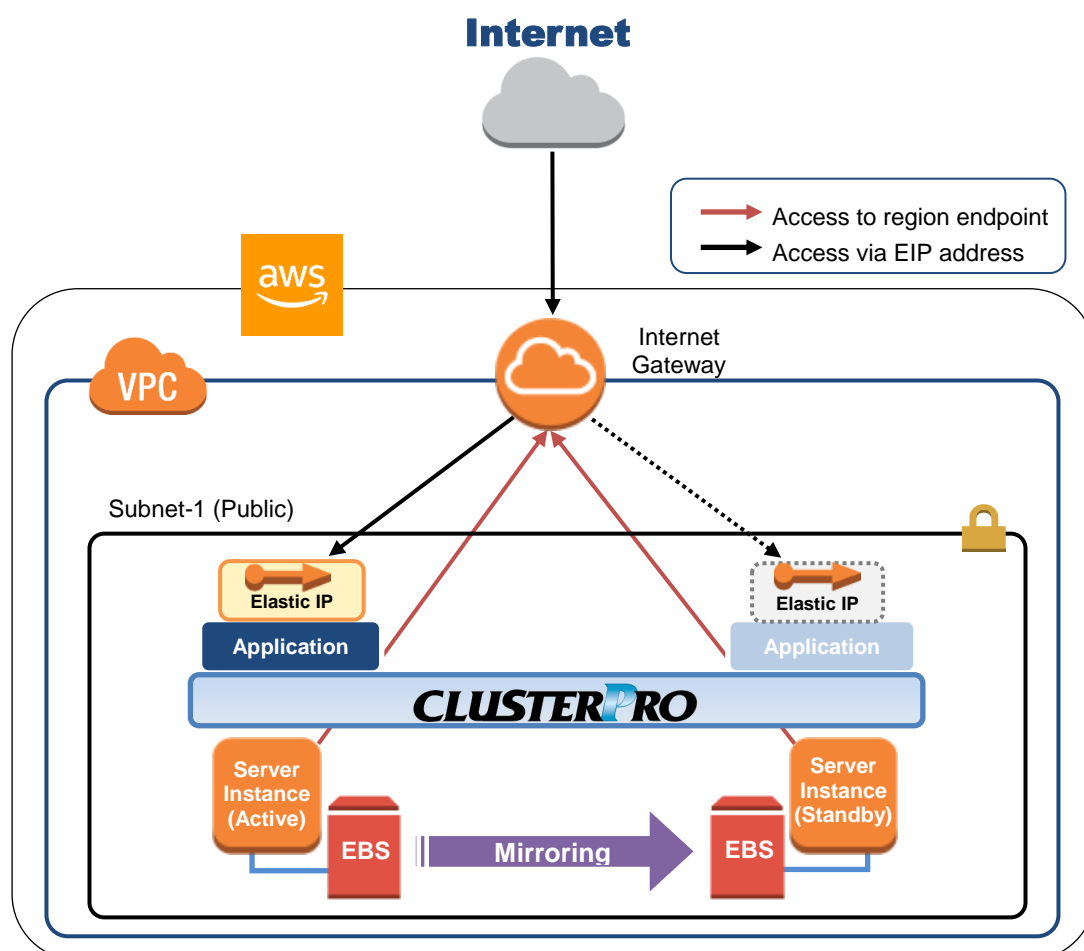 Internet
Access to region endpoint
Access via EIP address
aws
Internet
Gateway
VPC
Subnet-1 (Public)
Elastic IP
Elastic IP
Application
Application
CLUSTERPRO
Server
Instance
(Active)
Server
Instance
(Standby)
EBS
Mirroring
EBS